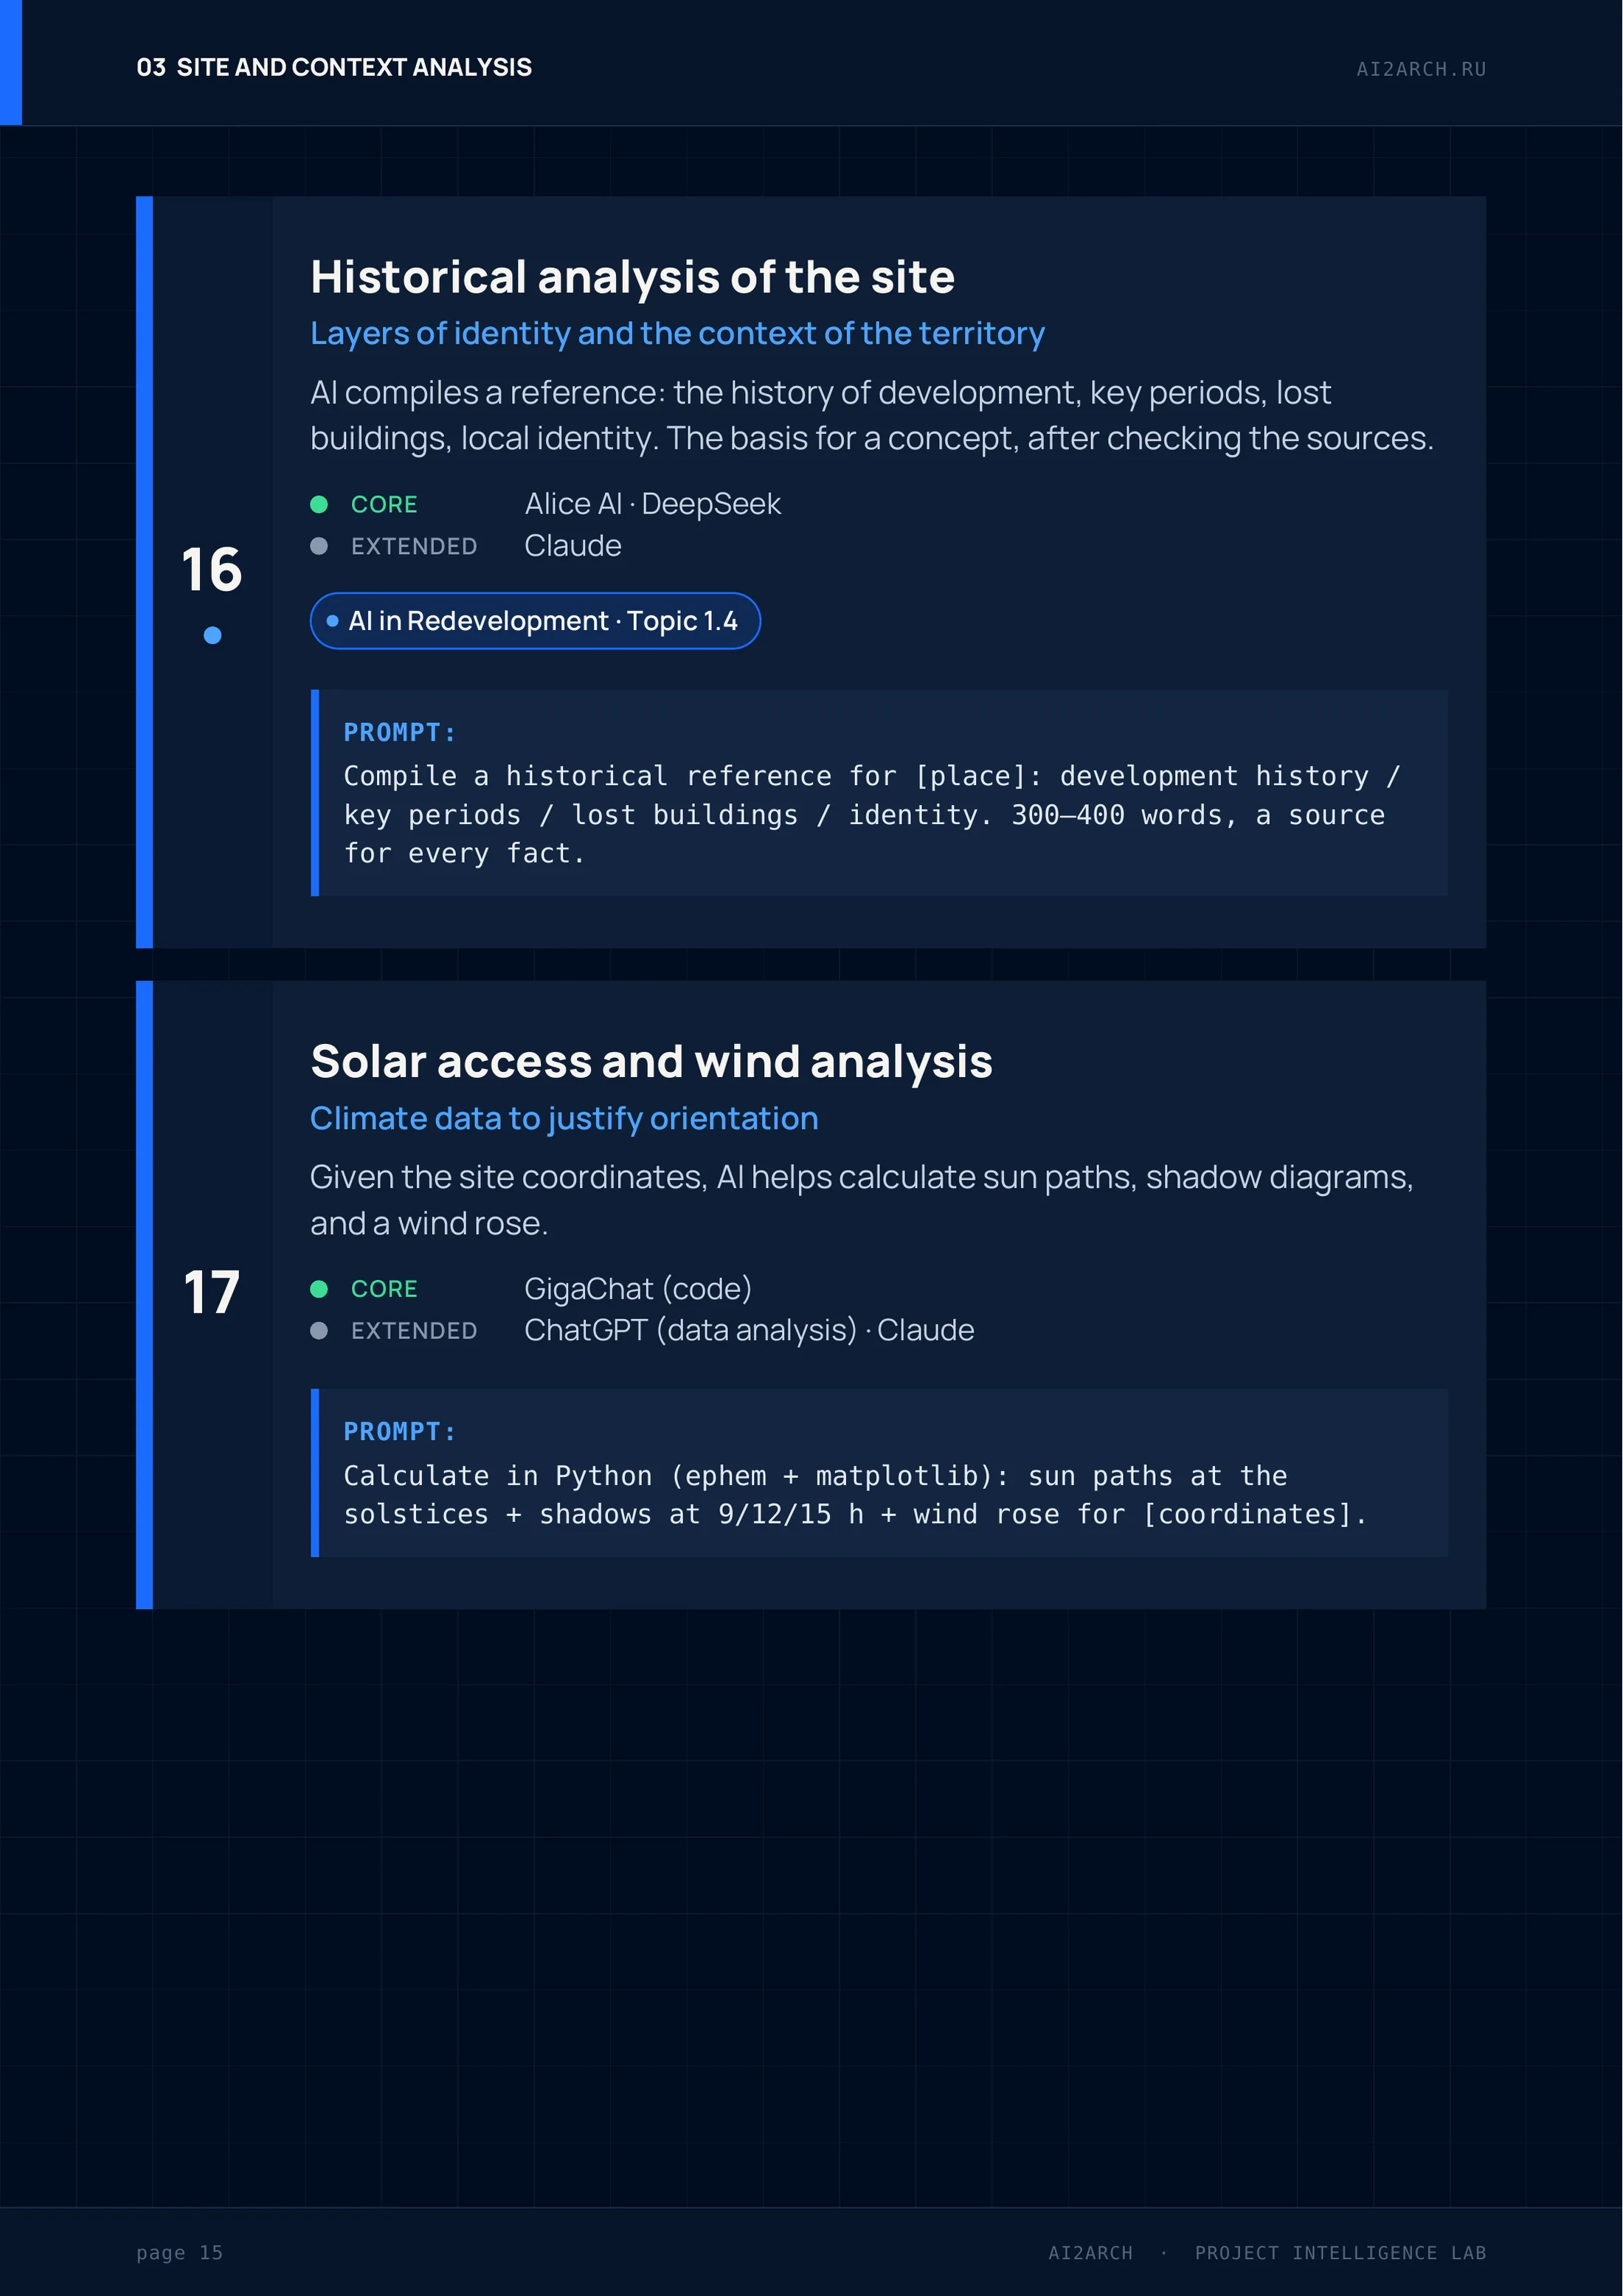 03 SITE AND CONTEXT ANALYSIS
AI2ARCH.RU
16
Historical analysis of the site
Layers of identity and the context of the territory
AI compiles a reference: the history of development, key periods, lost
buildings, local identity. The basis for a concept, after checking the sources.
CORE Alice AI · DeepSeek
EXTENDED Claude
AI in Redevelopment · Topic 1.4
PROMPT:
Compile a historical reference for [place]: development history /
key periods / lost buildings / identity. 300–400 words, a source
for every fact.
17
Solar access and wind analysis
Climate data to justify orientation
Given the site coordinates, AI helps calculate sun paths, shadow diagrams,
and a wind rose.
CORE GigaChat (code)
EXTENDED ChatGPT (data analysis) · Claude
PROMPT:
Calculate in Python (ephem + matplotlib): sun paths at the
solstices + shadows at 9/12/15 h + wind rose for [coordinates].
page 15
AI2ARCH · PROJECT INTELLIGENCE LAB